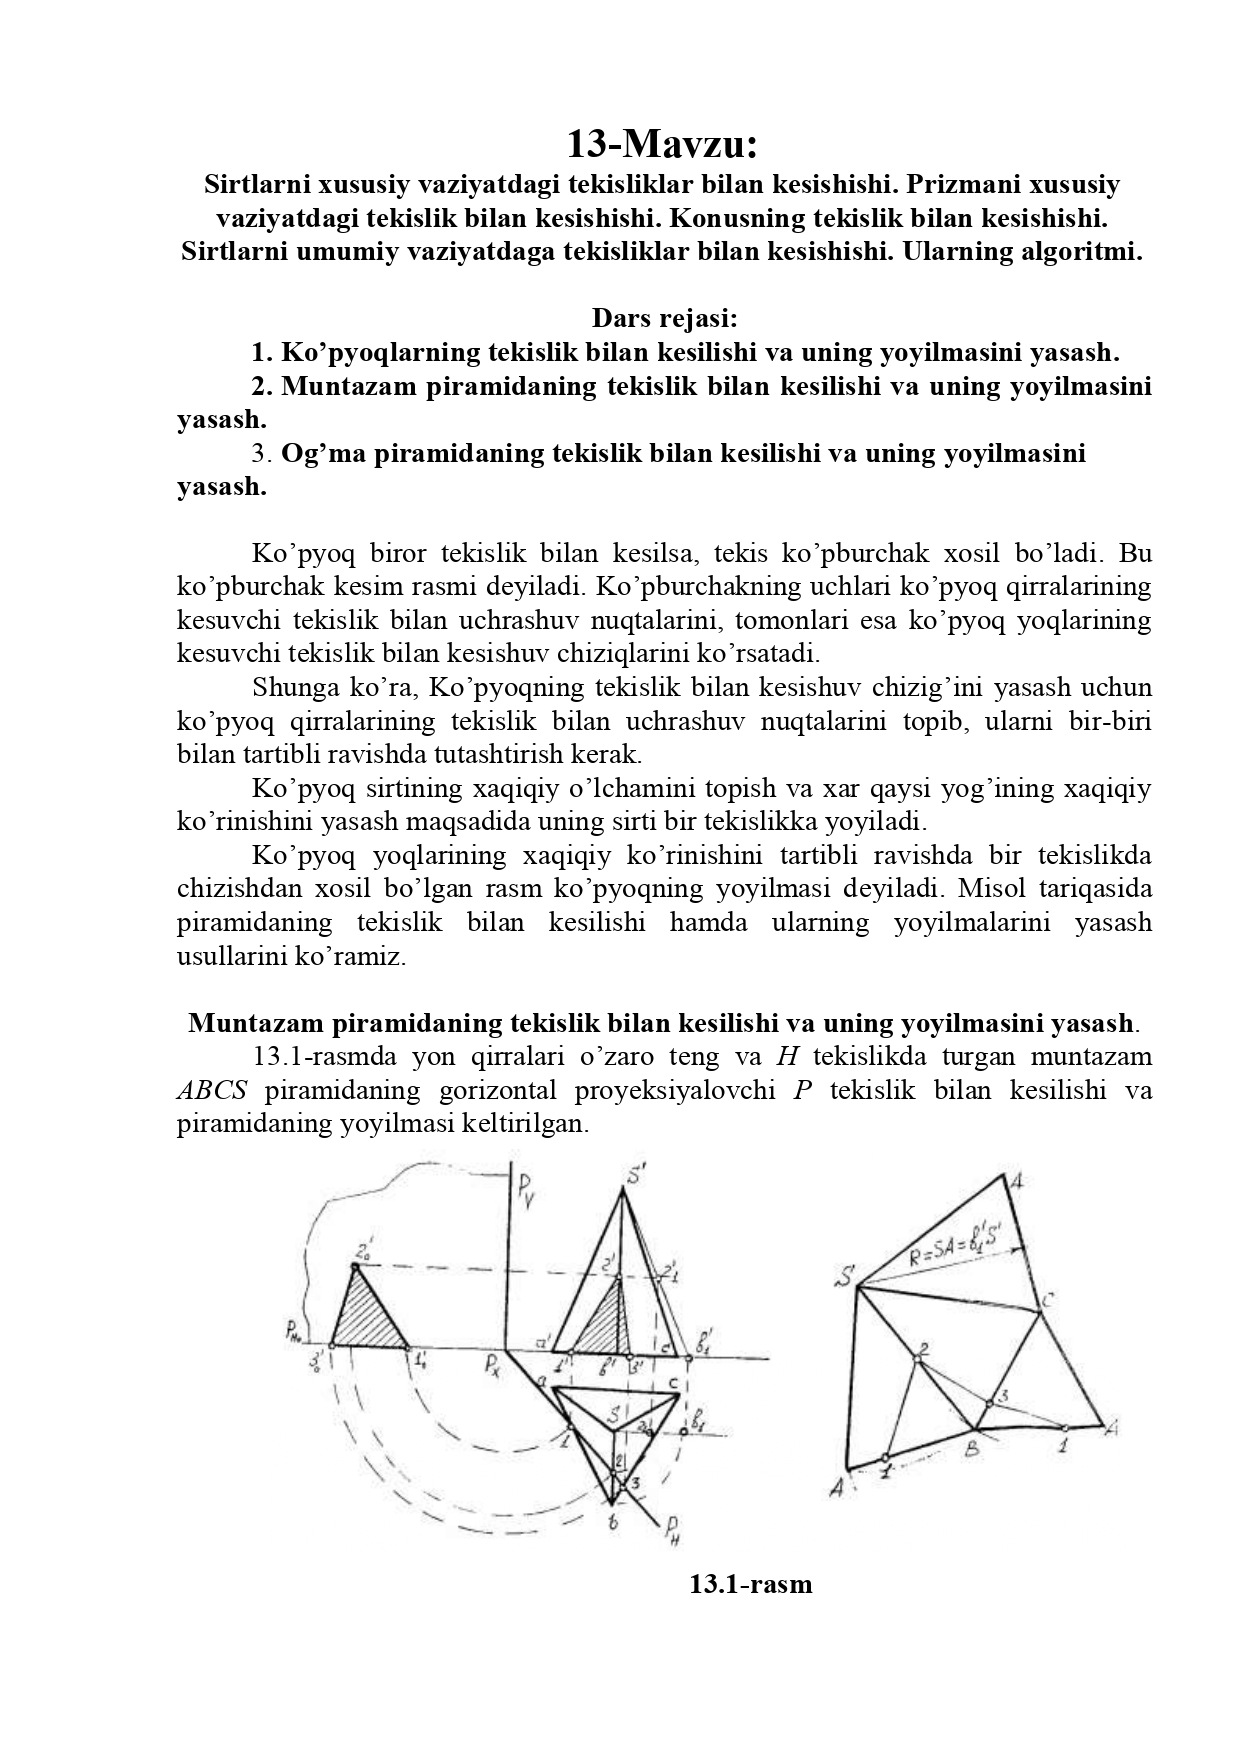 13-Mavzu:
Sirtlarni xususiy vaziyatdagi tekisliklar bilan kesishishi. Prizmani xususiy
vaziyatdagi tekislik bilan kesishishi. Konusning tekislik bilan kesishishi.
Sirtlarni umumiy vaziyatdaga tekisliklar bilan kesishishi. Ularning algoritmi.
Dars rejasi:
1. Ko’pyoqlarning tekislik bilan kesilishi va uning yoyilmasini yasash.
2. Muntazam piramidaning tekislik bilan kesilishi va uning yoyilmasini
yasash.
3. Og’ma piramidaning tekislik bilan kesilishi va uning yoyilmasini
yasash.
Ko’pyoq biror tekislik bilan kesilsa, tekis ko’pburchak xosil bo’ladi. Bu
ko’pburchak kesim rasmi deyiladi. Ko’pburchakning uchlari ko’pyoq qirralarining
kesuvchi tekislik bilan uchrashuv nuqtalarini, tomonlari esa ko’pyoq yoqlarining
kesuvchi tekislik bilan kesishuv chiziqlarini ko’rsatadi.
Shunga ko’ra, Ko’pyoqning tekislik bilan kesishuv chizig’ini yasash uchun
ko’pyoq qirralarining tekislik bilan uchrashuv nuqtalarini topib, ularni bir-biri
bilan tartibli ravishda tutashtirish kerak.
Ko’pyoq sirtining xaqiqiy o’lchamini topish va xar qaysi yog’ining xaqiqiy
ko’rinishini yasash maqsadida uning sirti bir tekislikka yoyiladi.
Ko’pyoq yoqlarining xaqiqiy ko’rinishini tartibli ravishda bir tekislikda
chizishdan xosil bo’lgan rasm ko’pyoqning yoyilmasi deyiladi. Misol tariqasida
piramidaning tekislik bilan kesilishi hamda ularning yoyilmalarini yasash
usullarini ko’ramiz.
Muntazam piramidaning tekislik bilan kesilishi va uning yoyilmasini yasash.
13.1-rasmda yon qirralari o’zaro teng va H tekislikda turgan muntazam
ABCS piramidaning gorizontal proyeksiyalovchi P tekislik bilan kesilishi va
piramidaning yoyilmasi keltirilgan.
S'
P_V
2₀'
2'
2₁'
P_H₀
3₀'
1₀'
P_X
a'
1'
b'
3'
c'
b₁'
a
c
S
2₁
b₁
1
2
3
b
P_H
A
R=SA=b₁'S'
S'
C
2
3
B
1
A
1
A
13.1-rasm